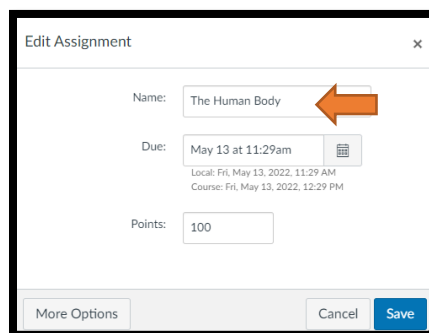 Edit Assignment ×
Name: The Human Body
Due: May 13 at 11:29am
Local: Fri, May 13, 2022, 11:29 AM
Course: Fri, May 13, 2022, 12:29 PM
Points: 100
More Options Cancel Save